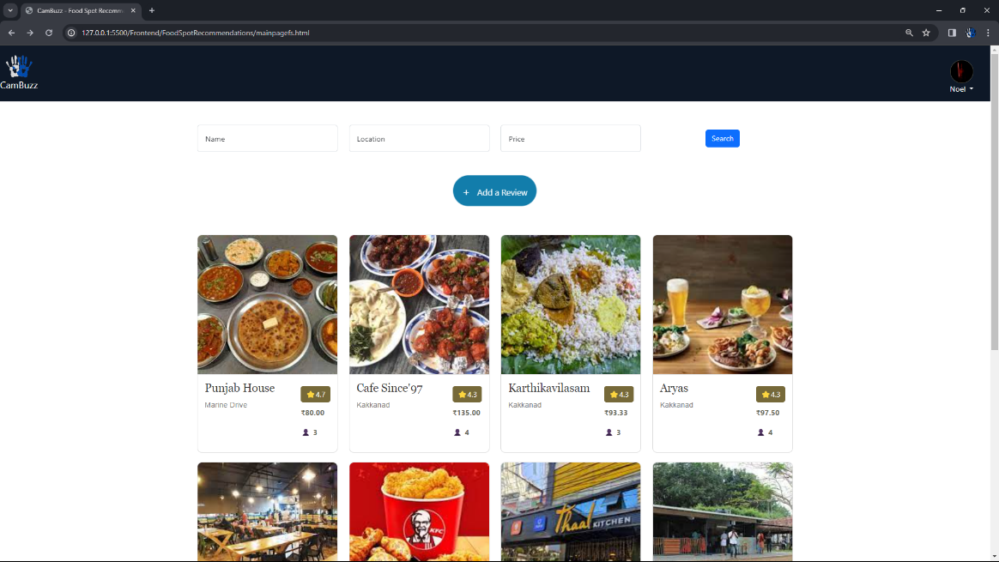 CamBuzz - Food Spot Recomm
127.0.0.1:5500/Frontend/FoodSpotRecommendations/mainpagefs.html
CamBuzz
Noel
Name
Location
Price
Search
+ Add a Review
Punjab House
4.7
Marine Drive
₹80.00
3
Cafe Since'97
4.3
Kakkanad
₹135.00
4
Karthikavilasam
4.3
Kakkanad
₹93.33
3
Aryas
4.3
Kakkanad
₹97.50
4
KFC
Thaal
KITCHEN